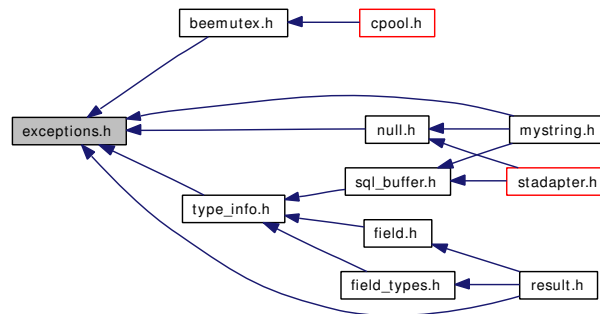 beemutex.h
cpool.h
exceptions.h
null.h
mystring.h
sql_buffer.h
stadapter.h
type_info.h
field.h
field_types.h
result.h